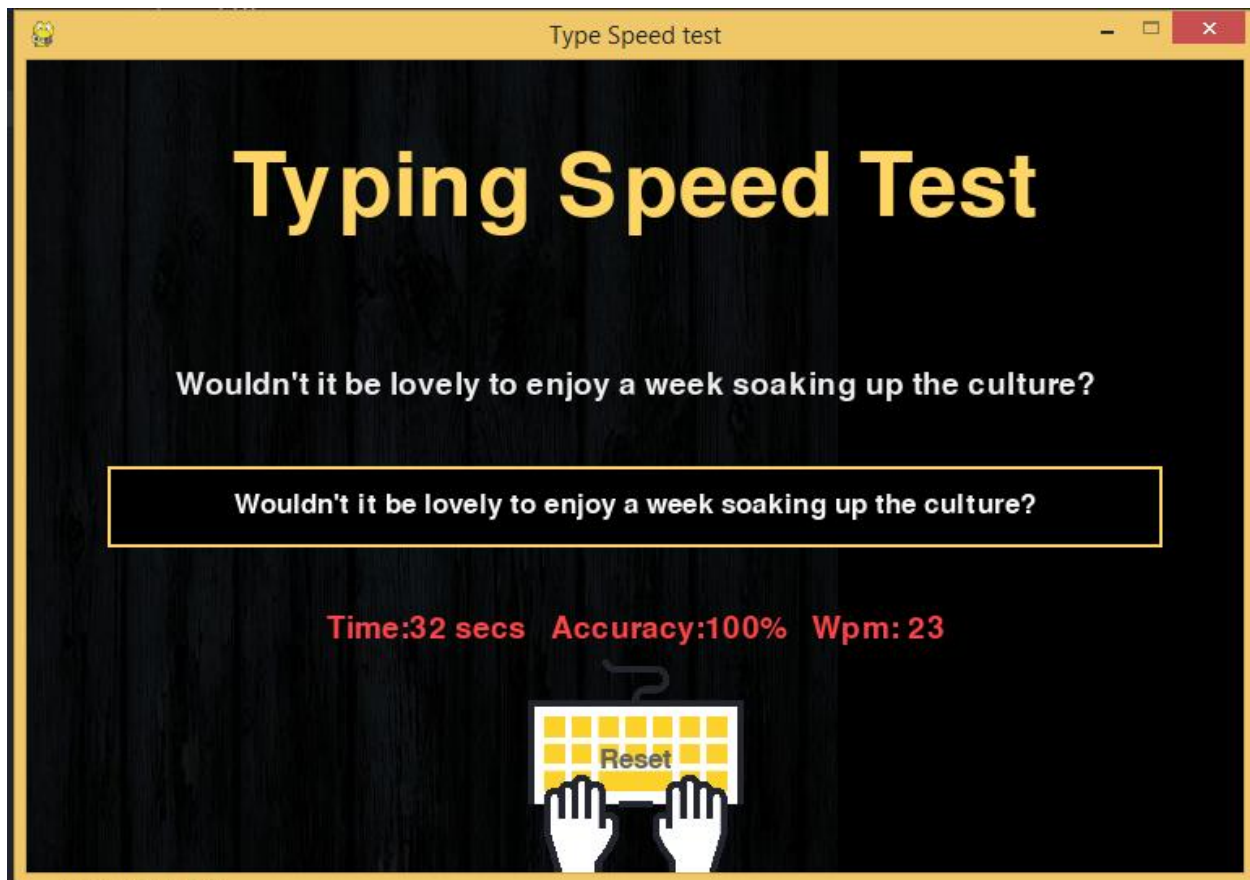 Type Speed test
Typing Speed Test
Wouldn't it be lovely to enjoy a week soaking up the culture?
Wouldn't it be lovely to enjoy a week soaking up the culture?
Time:32 secs Accuracy:100% Wpm: 23
Reset